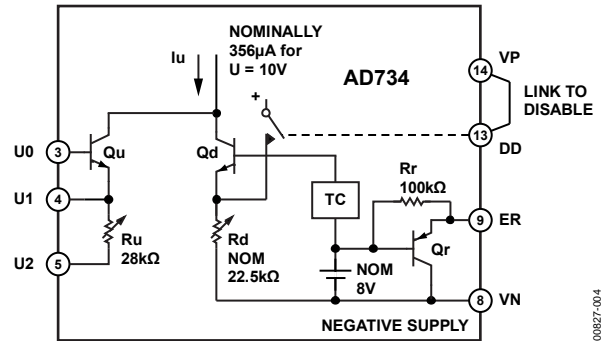 NOMINALLY
356µA for
U = 10V
Iu
AD734
VP
14
LINK TO
DISABLE
+
13
DD
U0
3
Qu
Qd
U1
4
Rr
100kΩ
TC
9
ER
Ru
28kΩ
Rd
NOM
22.5kΩ
Qr
U2
5
NOM
8V
8
VN
NEGATIVE SUPPLY
00827-004